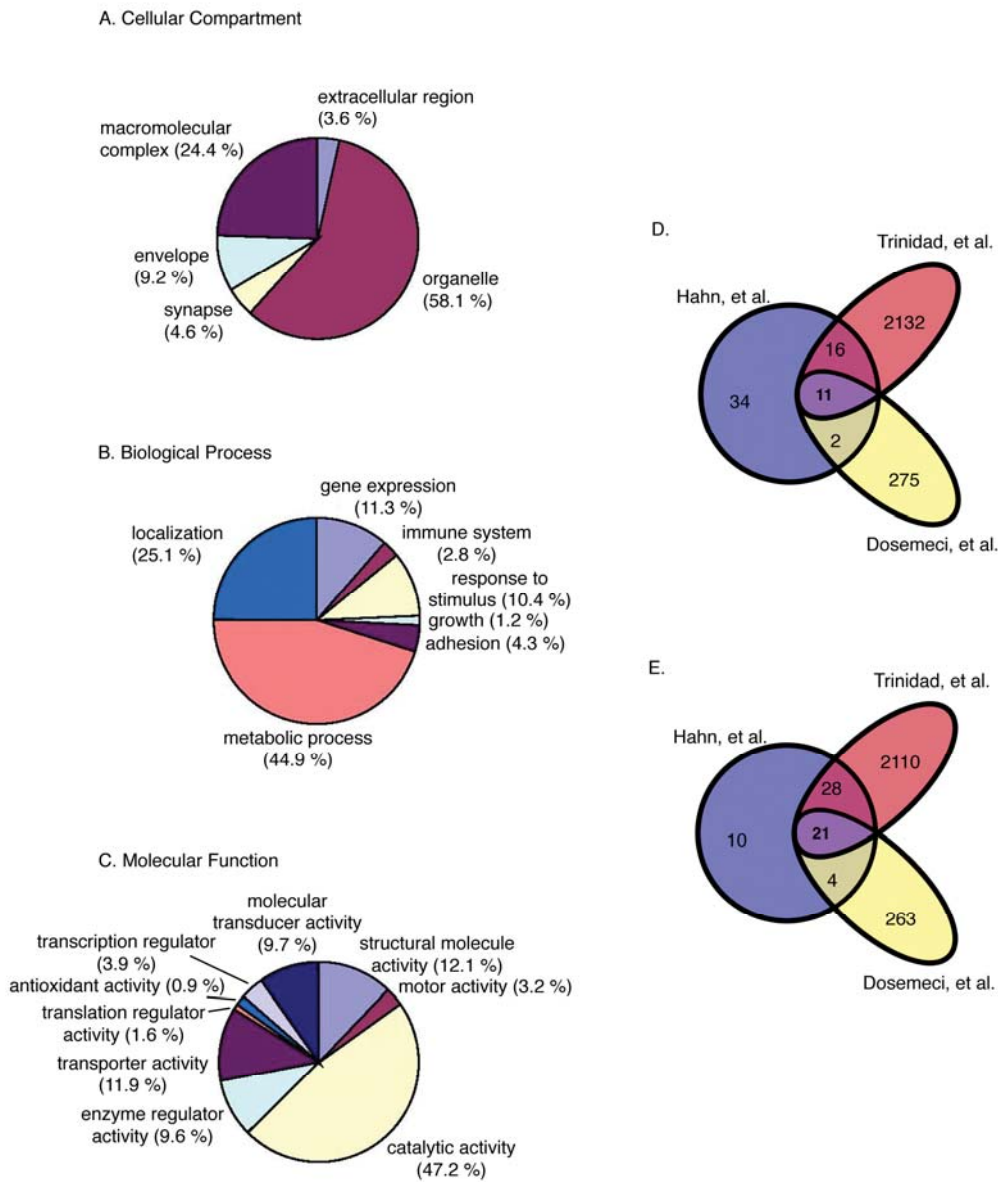 A. Cellular Compartment
extracellular region
(3.6 %)
macromolecular
complex (24.4 %)
envelope
(9.2 %)
synapse
(4.6 %)
organelle
(58.1 %)
B. Biological Process
gene expression
(11.3 %)
localization
(25.1 %)
immune system
(2.8 %)
response to
stimulus (10.4 %)
growth (1.2 %)
adhesion (4.3 %)
metabolic process
(44.9 %)
C. Molecular Function
molecular
transducer activity
(9.7 %)
transcription regulator
(3.9 %)
antioxidant activity (0.9 %)
translation regulator
activity (1.6 %)
transporter activity
(11.9 %)
enzyme regulator
activity (9.6 %)
structural molecule
activity (12.1 %)
motor activity (3.2 %)
catalytic activity
(47.2 %)
D.
Trinidad, et al.
Hahn, et al.
2132
16
34
11
2
275
Dosemeci, et al.
E.
Trinidad, et al.
Hahn, et al.
2110
28
10
21
4
263
Dosemeci, et al.